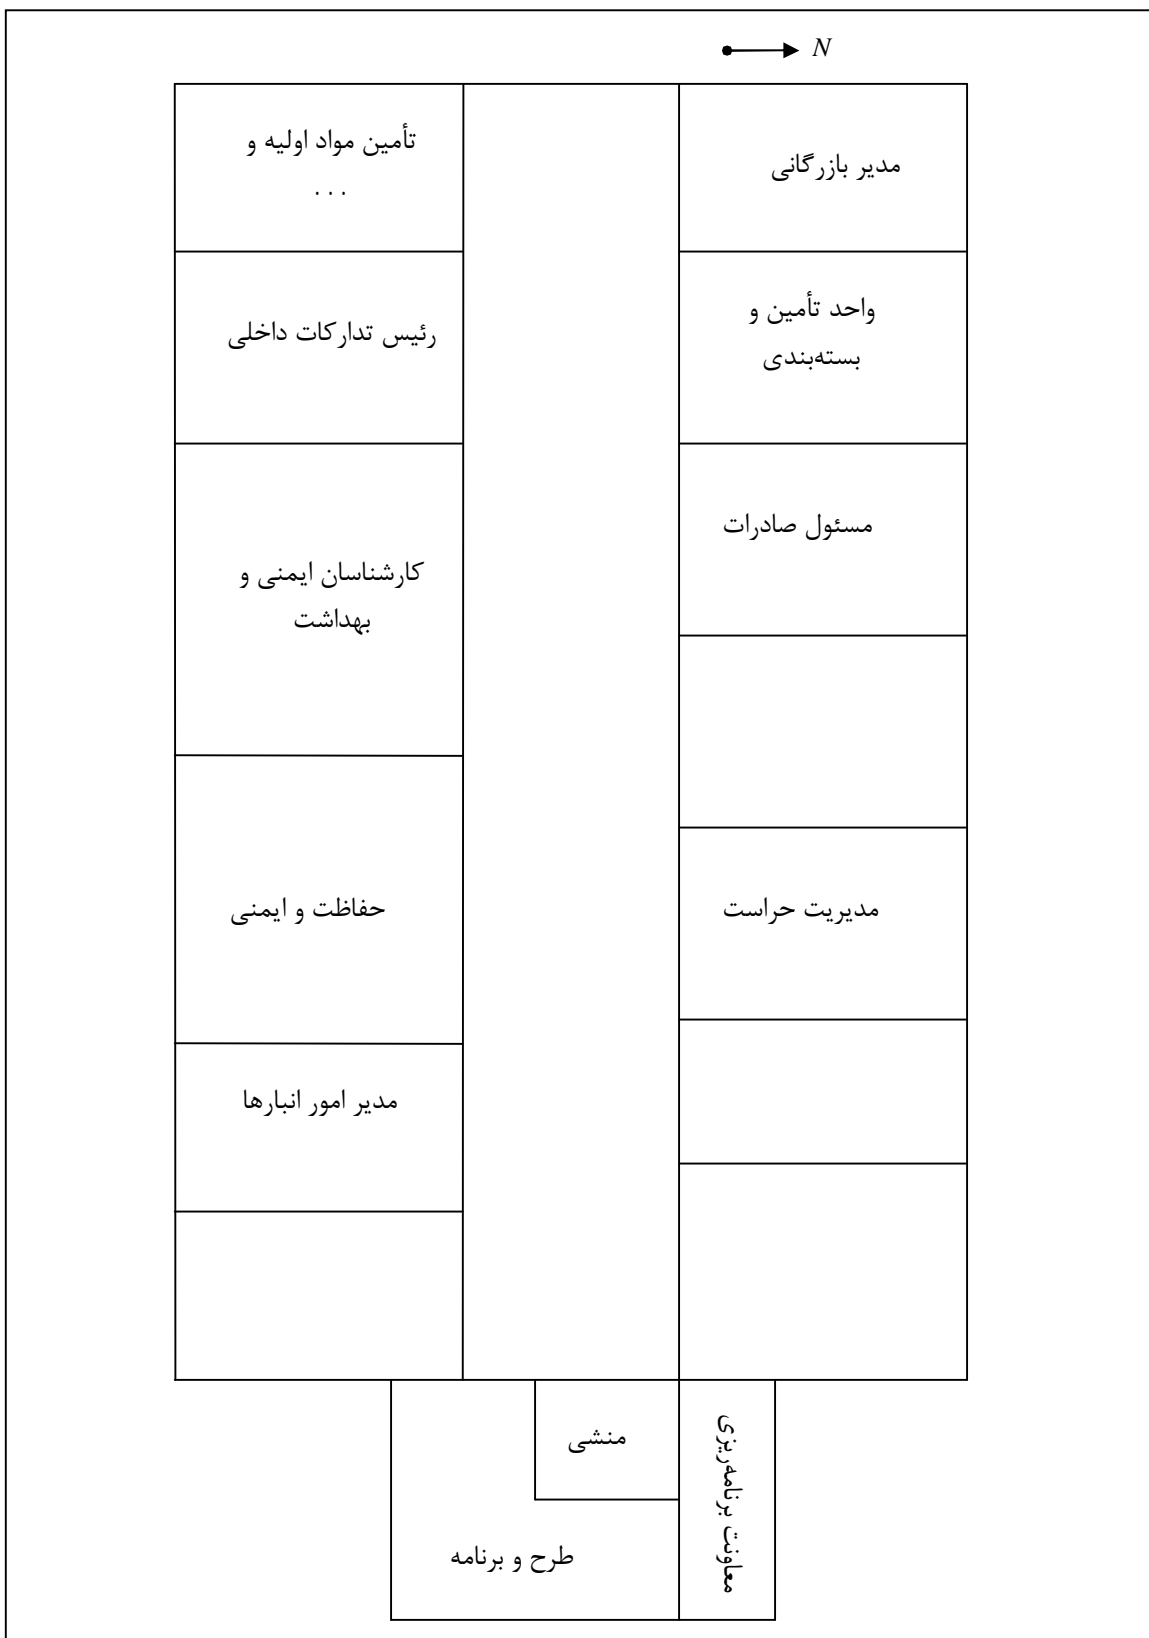 N
مدیر بازرگانی
تأمین مواد اولیه و
...
واحد تأمین و
بسته‌بندی
رئیس تدارکات داخلی
مسئول صادرات
کارشناسان ایمنی و
بهداشت
مدیریت حراست
حفاظت و ایمنی
مدیر امور انبارها
معاونت برنامه‌ریزی
منشی
طرح و برنامه